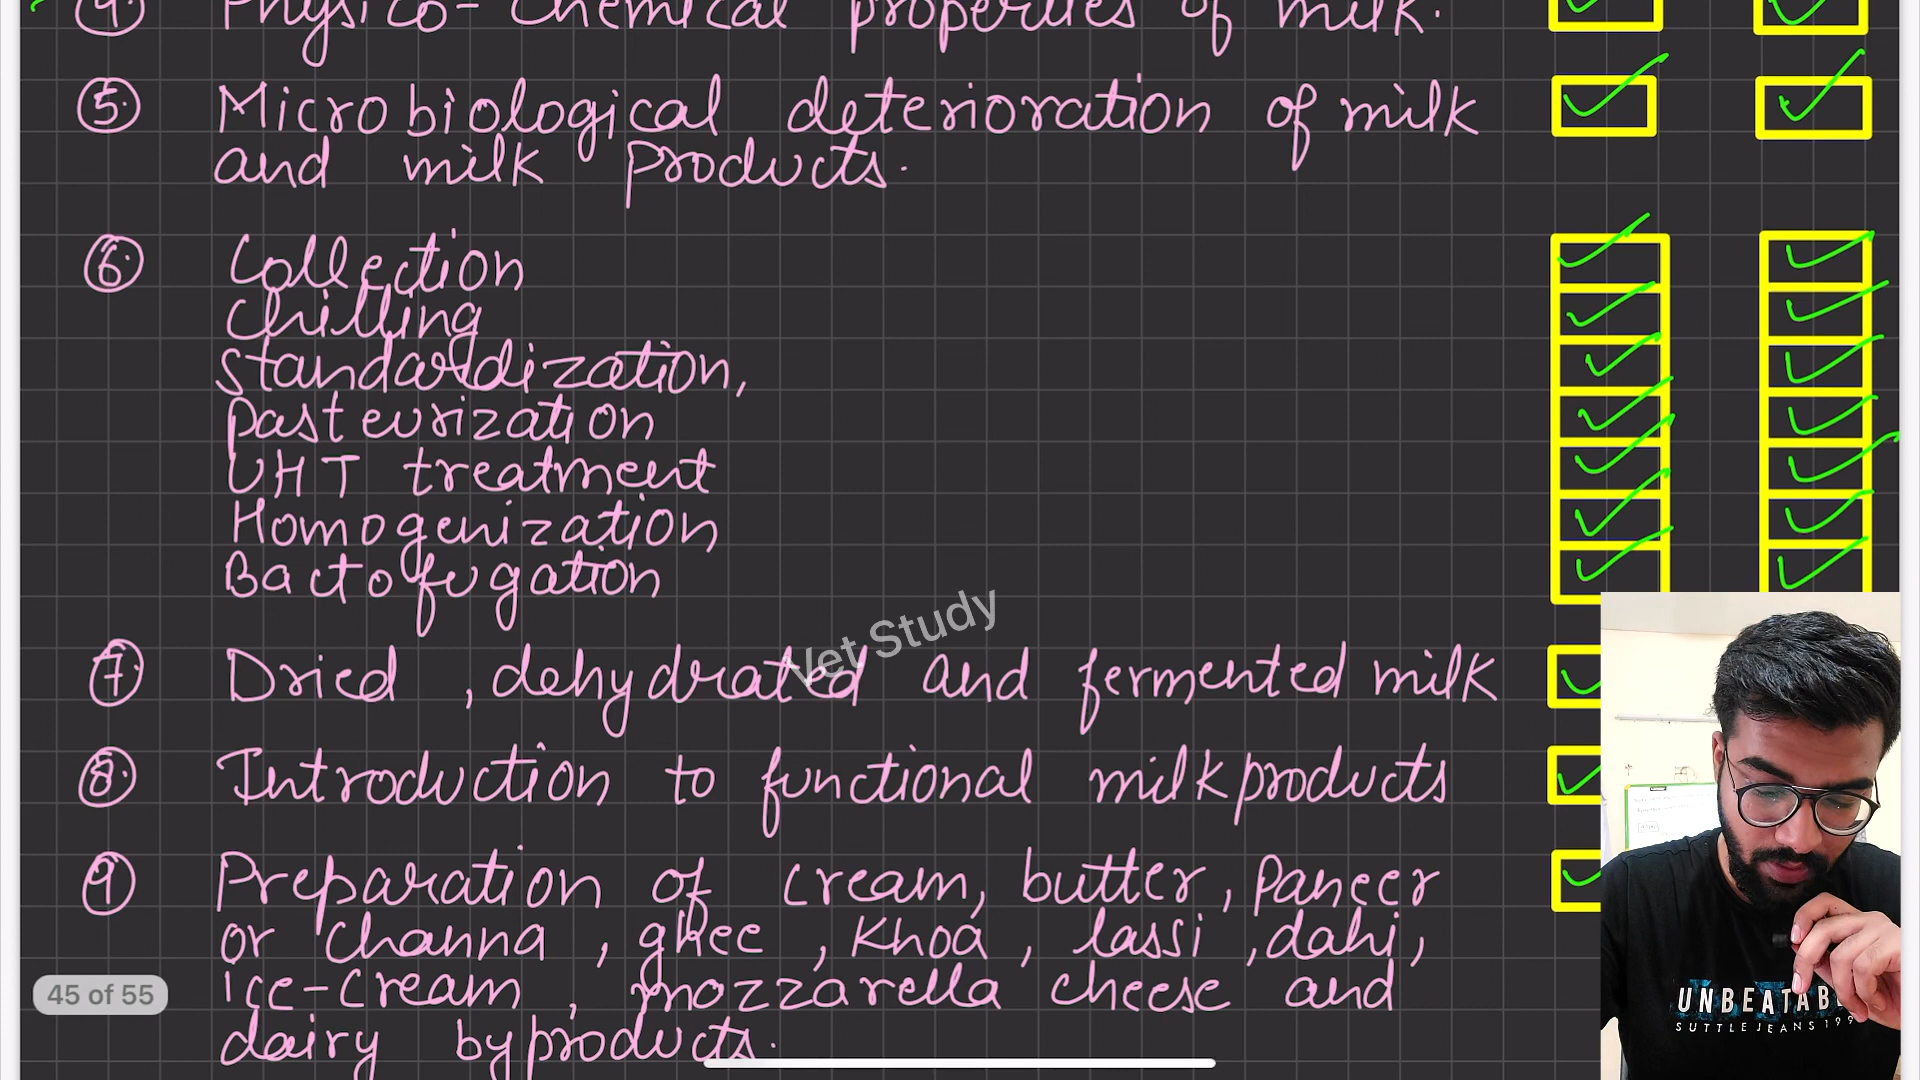 4 Physico-Chemical properties of milk.
5. Microbiological deterioration of milk
and milk products.
6. Collection
Chilling
standardization,
pasteurization
UHT treatment
Homogenization
Bactofugation
Vet Study
7 Dried, dehydrated and fermented milk
8. Introduction to functional milk products
9 Preparation of cream, butter, Paneer
or channa, ghee, Khoa, lassi, dahi,
ice-cream, mozzarella cheese and
dairy byproducts.
45 of 55
UNBEATABL
SUTTLE JEANS 199